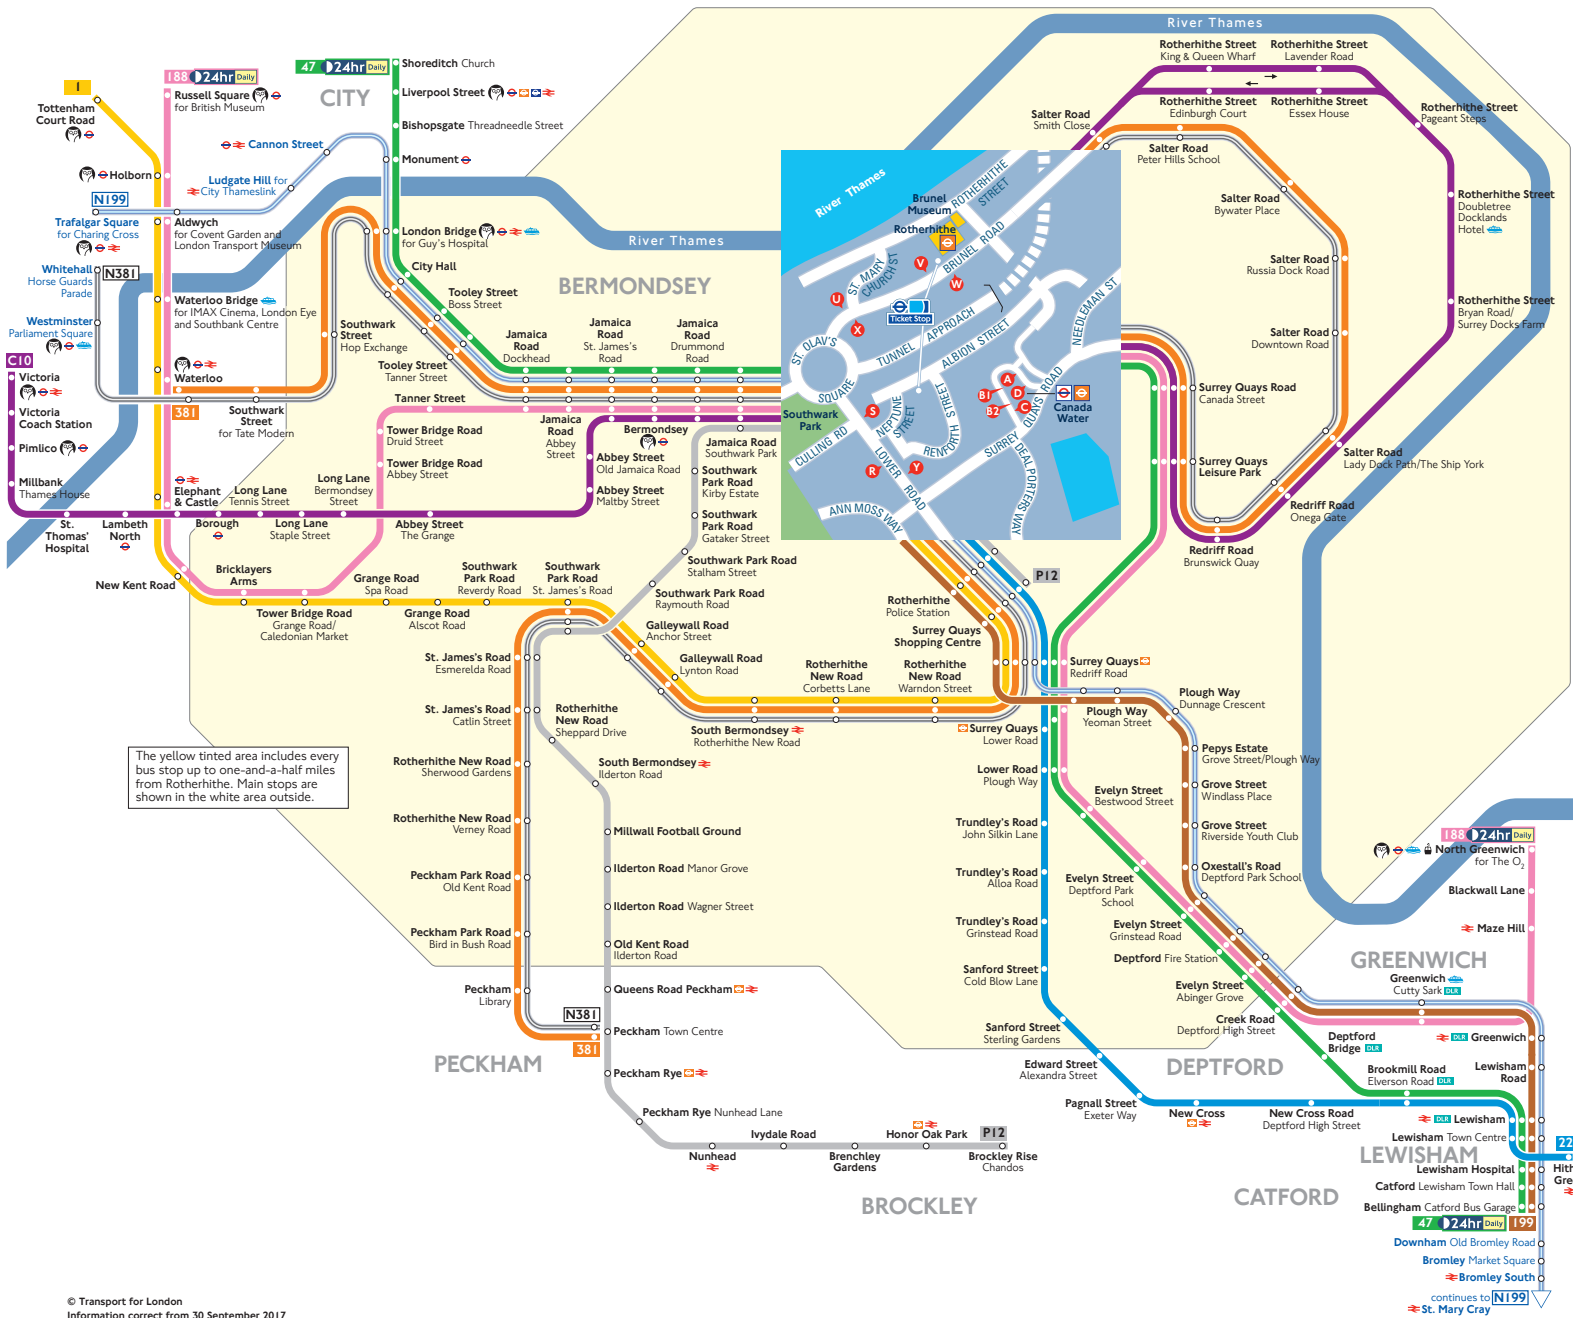 River Thames
188 24hr Daily
47 24hr Daily
Shoreditch Church
CITY
1
Tottenham
Court Road
Russell Square
for British Museum
Liverpool Street
Bishopsgate Threadneedle Street
Cannon Street
Monument
Holborn
Ludgate Hill for
City Thameslink
N199
Trafalgar Square
for Charing Cross
Aldwych
for Covent Garden and
London Transport Museum
London Bridge
for Guy's Hospital
River Thames
Whitehall
Horse Guards
Parade
N381
City Hall
BERMONDSEY
Waterloo Bridge
for IMAX Cinema, London Eye
and Southbank Centre
Tooley Street
Boss Street
Westminster
Parliament Square
Southwark
Street
Hop Exchange
Jamaica
Road
Dockhead
Jamaica
Road
St. James's
Road
Jamaica
Road
Drummond
Road
C10
Victoria
Waterloo
Tooley Street
Tanner Street
Victoria
Coach Station
381
Southwark
Street
for Tate Modern
Tanner Street
Jamaica
Road
Abbey
Street
Bermondsey
Jamaica Road
Southwark Park
Pimlico
Tower Bridge Road
Druid Street
Tower Bridge Road
Abbey Street
Abbey Street
Old Jamaica Road
Abbey Street
Maltby Street
Southwark
Park Road
Kirby Estate
Southwark
Park Road
Gataker Street
Millbank
Thames House
Elephant
& Castle
Long Lane
Tennis Street
Long Lane
Bermondsey
Street
St.
Thomas'
Hospital
Lambeth
North
Borough
Long Lane
Staple Street
Abbey Street
The Grange
Southwark Park Road
Stalham Street
Southwark Park Road
Raymouth Road
New Kent Road
Bricklayers
Arms
Grange Road
Spa Road
Southwark
Park Road
Reverdy Road
Southwark
Park Road
St. James's Road
Tower Bridge Road
Grange Road/
Caledonian Market
Grange Road
Alscot Road
Galleywall Road
Anchor Street
Galleywall Road
Lynton Road
St. James's Road
Esmerelda Road
St. James's Road
Catlin Street
Rotherhithe
New Road
Corbetts Lane
Rotherhithe
New Road
Warndon Street
Rotherhithe
New Road
Sheppard Drive
South Bermondsey
Rotherhithe New Road
South Bermondsey
Ilderton Road
The yellow tinted area includes every
bus stop up to one-and-a-half miles
from Rotherhithe. Main stops are
shown in the white area outside.
Rotherhithe New Road
Sherwood Gardens
Rotherhithe New Road
Verney Road
Millwall Football Ground
Ilderton Road Manor Grove
Peckham Park Road
Old Kent Road
Ilderton Road Wagner Street
Peckham Park Road
Bird in Bush Road
Old Kent Road
Ilderton Road
Peckham
Library
Queens Road Peckham
N381
Peckham Town Centre
381
PECKHAM
Peckham Rye
Peckham Rye Nunhead Lane
Nunhead
Ivydale Road
Brenchley
Gardens
Honor Oak Park
P12
Brockley Rise
Chandos
BROCKLEY
Rotherhithe Street
King & Queen Wharf
Rotherhithe Street
Lavender Road
Rotherhithe Street
Edinburgh Court
Rotherhithe Street
Essex House
Rotherhithe Street
Pageant Steps
Salter Road
Smith Close
Salter Road
Peter Hills School
Salter Road
Bywater Place
Rotherhithe Street
Doubletree
Docklands
Hotel
Salter Road
Russia Dock Road
Rotherhithe Street
Bryan Road/
Surrey Docks Farm
Salter Road
Downtown Road
Surrey Quays Road
Canada Street
Surrey Quays
Leisure Park
Salter Road
Lady Dock Path/The Ship York
Redriff Road
Onega Gate
Redriff Road
Brunswick Quay
River Thames
ROTHERHITHE
STREET
Brunel
Museum
Rotherhithe
BRUNEL ROAD
ST. MARY
CHURCH ST
V
W
U
X
Ticket Stop
TUNNEL APPROACH
ALBION STREET
NEEDLEMAN ST
ST. OLAV'S
SQUARE
Southwark
Park
CULLING RD
NEPTUNE
STREET
RENFORTH STREET
LOWER ROAD
SURREY QUAYS ROAD
DEAL PORTERS WAY
ANN MOSS WAY
A
B1
D
B2
C
Canada
Water
S
R
Y
P12
Rotherhithe
Police Station
Surrey Quays
Shopping Centre
Surrey Quays
Redriff Road
Plough Way
Dunnage Crescent
Plough Way
Yeoman Street
Surrey Quays
Lower Road
Pepys Estate
Grove Street/Plough Way
Lower Road
Plough Way
Grove Street
Windlass Place
Evelyn Street
Bestwood Street
Grove Street
Riverside Youth Club
Trundley's Road
John Silkin Lane
Trundley's Road
Alloa Road
Oxestall's Road
Deptford Park School
Evelyn Street
Deptford Park
School
Trundley's Road
Grinstead Road
Evelyn Street
Grinstead Road
Deptford Fire Station
Sanford Street
Cold Blow Lane
Evelyn Street
Abinger Grove
Creek Road
Deptford High Street
Sanford Street
Sterling Gardens
Edward Street
Alexandra Street
DEPTFORD
Pagnall Street
Exeter Way
New Cross
New Cross Road
Deptford High Street
188 24hr Daily
North Greenwich
for The O2
Blackwall Lane
Maze Hill
GREENWICH
Greenwich
Cutty Sark DLR
Deptford
Bridge DLR
DLR Greenwich
Brookmill Road
Elverson Road DLR
Lewisham
Road
DLR Lewisham
Lewisham Town Centre
LEWISHAM
22
Hith
Gre
Lewisham Hospital
Catford Lewisham Town Hall
CATFORD
Bellingham Catford Bus Garage
47 24hr Daily 199
Downham Old Bromley Road
Bromley Market Square
Bromley South
continues to N199
St. Mary Cray
© Transport for London
Information correct from 30 September 2017